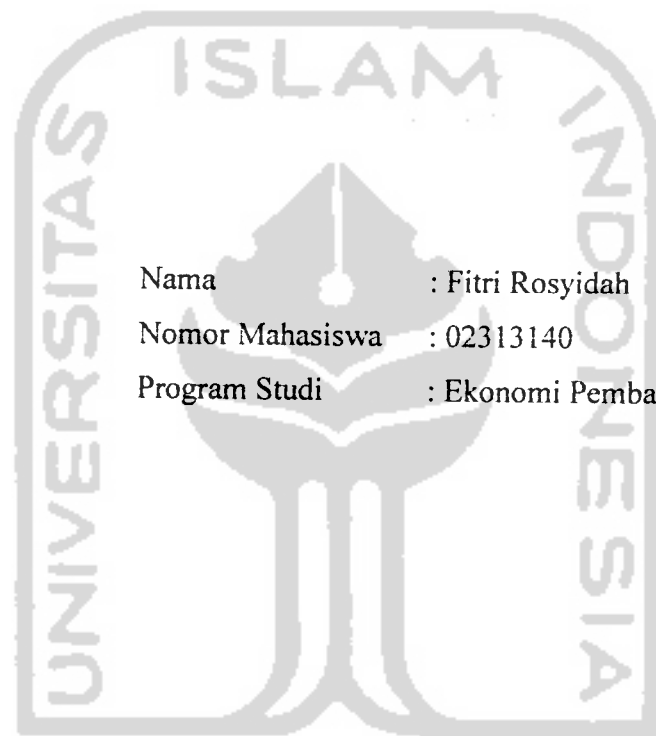 UNIVERSITAS ISLAM INDONESIA
Nama : Fitri Rosyidah
Nomor Mahasiswa : 02313140
Program Studi : Ekonomi Pemba